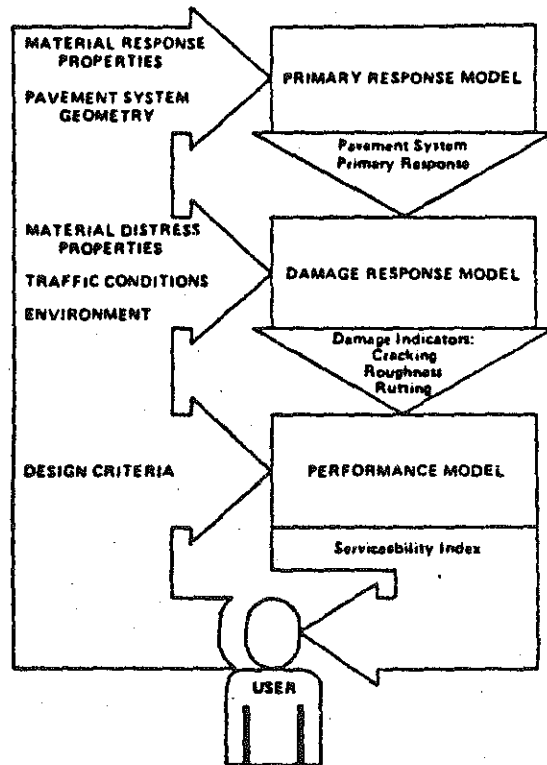 MATERIAL RESPONSE
PROPERTIES
PAVEMENT SYSTEM
GEOMETRY
PRIMARY RESPONSE MODEL
Pavement System
Primary Response
MATERIAL DISTRESS
PROPERTIES
TRAFFIC CONDITIONS
ENVIRONMENT
DAMAGE RESPONSE MODEL
Damage Indicators:
Cracking
Roughness
Rutting
DESIGN CRITERIA
PERFORMANCE MODEL
Serviceability Index
USER